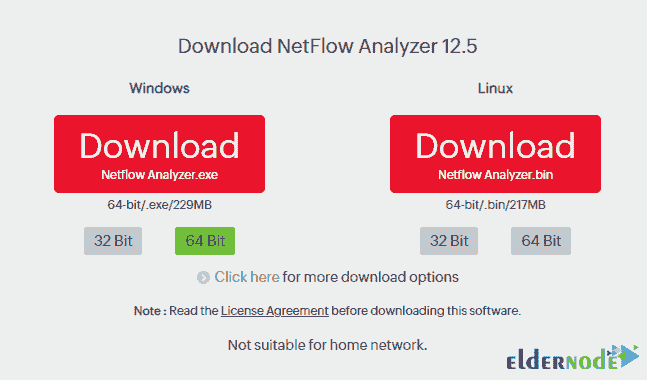 Download NetFlow Analyzer 12.5
Windows
Linux
Download
Netflow Analyzer.exe
Download
Netflow Analyzer.bin
64-bit/.exe/229MB
64-bit/.bin/217MB
32 Bit
64 Bit
32 Bit
64 Bit
Click here for more download options
Note : Read the License Agreement before downloading this software.
Not suitable for home network.
eldernode